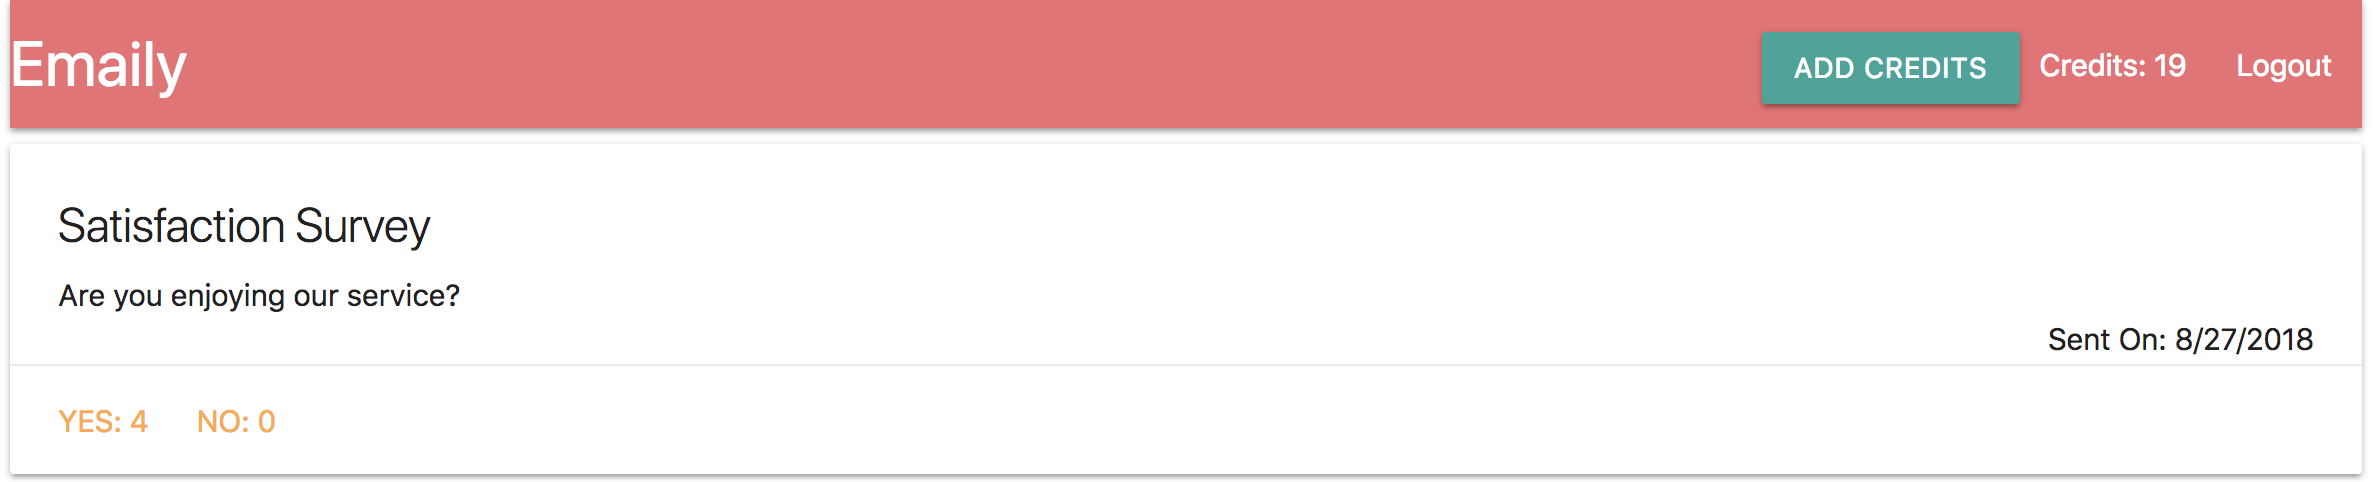 Emaily
ADD CREDITS Credits: 19 Logout
Satisfaction Survey
Are you enjoying our service?
Sent On: 8/27/2018
YES: 4 NO: 0